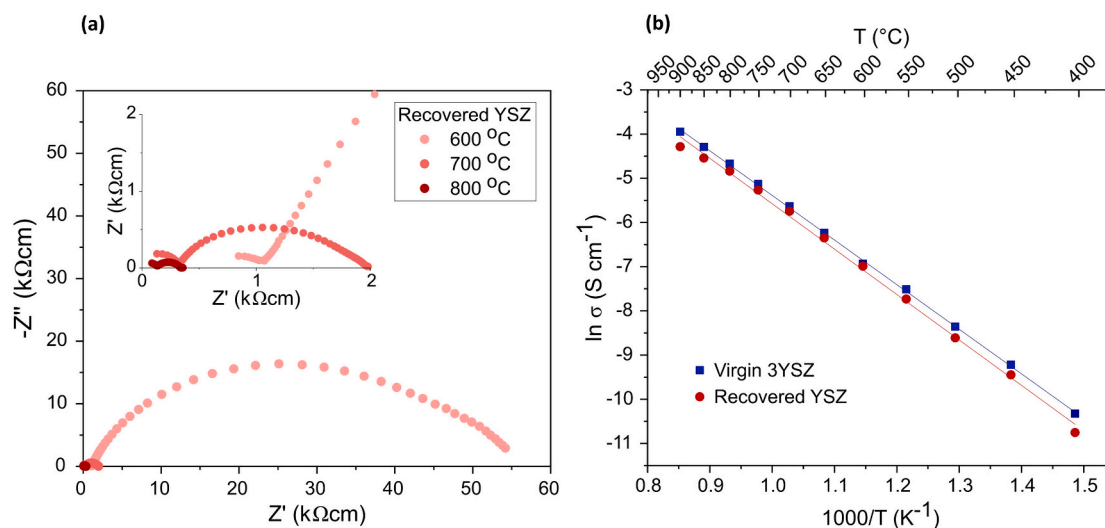 (a)
60
50
40
30
20
10
0
-Z'' (kΩcm)
0 10 20 30 40 50 60
Z' (kΩcm)
2
1
0
Z' (kΩcm)
0 1 2
Z' (kΩcm)
Recovered YSZ
600 ⁰C
700 ⁰C
800 ⁰C
(b)
T (°C)
950 900 850 800 750 700 650 600 550 500 450 400
-3
-4
-5
-6
-7
-8
-9
-10
-11
ln σ (S cm⁻¹)
Virgin 3YSZ
Recovered YSZ
0.8 0.9 1.0 1.1 1.2 1.3 1.4 1.5
1000/T (K⁻¹)